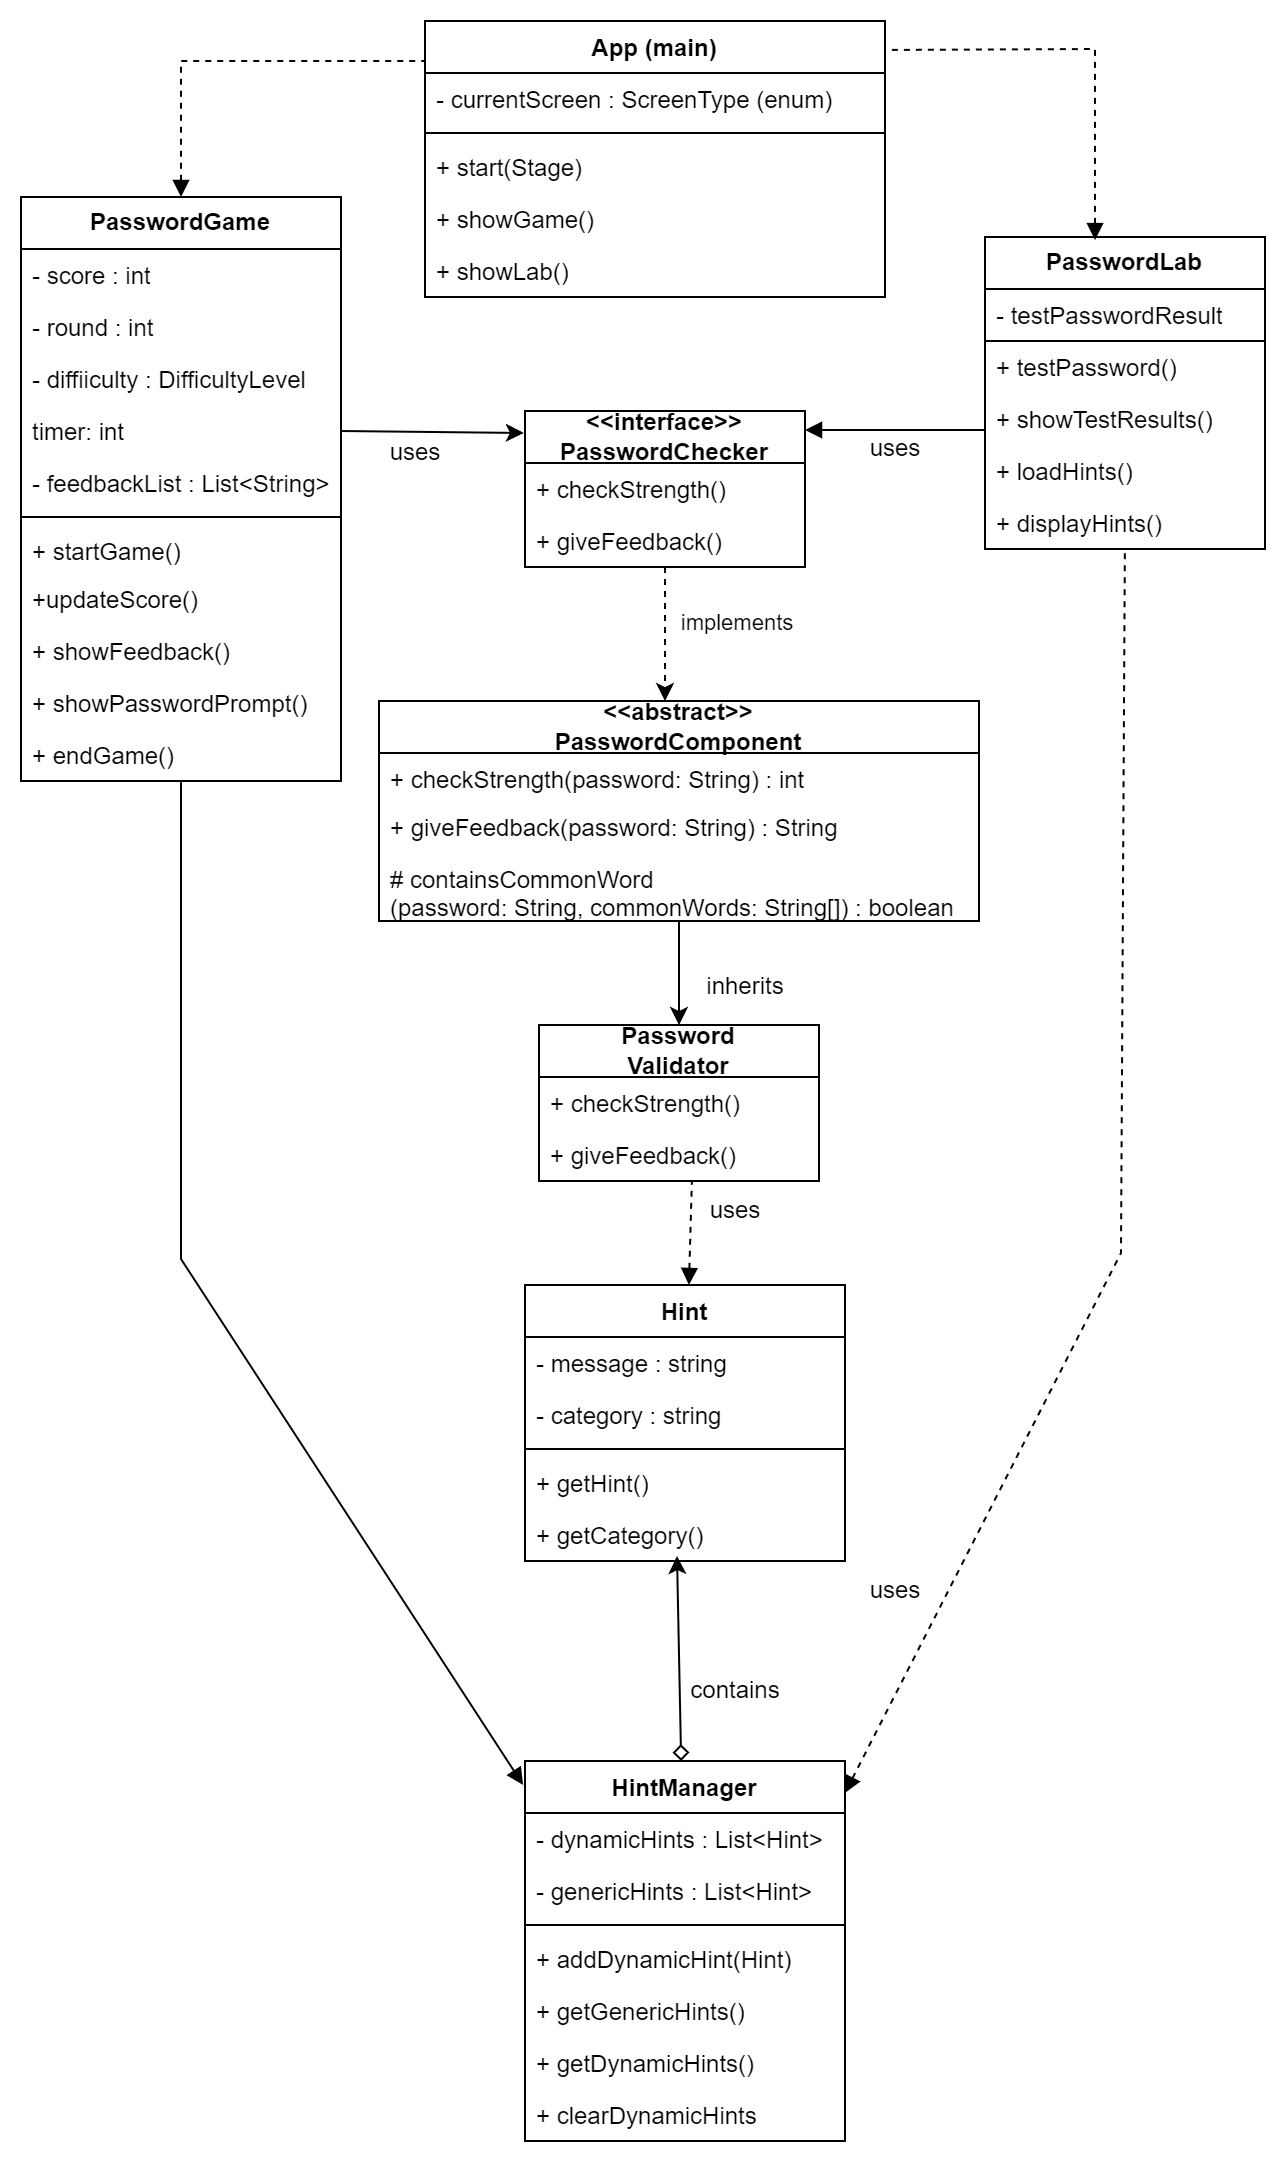 App (main)
- currentScreen : ScreenType (enum)
+ start(Stage)
+ showGame()
+ showLab()
PasswordGame
- score : int
- round : int
- diffiiculty : DifficultyLevel
timer: int
- feedbackList : List<String>
+ startGame()
+updateScore()
+ showFeedback()
+ showPasswordPrompt()
+ endGame()
uses
<<interface>>
PasswordChecker
+ checkStrength()
+ giveFeedback()
uses
PasswordLab
- testPasswordResult
+ testPassword()
+ showTestResults()
+ loadHints()
+ displayHints()
implements
<<abstract>>
PasswordComponent
+ checkStrength(password: String) : int
+ giveFeedback(password: String) : String
# containsCommonWord
(password: String, commonWords: String[]) : boolean
inherits
Password
Validator
+ checkStrength()
+ giveFeedback()
uses
Hint
- message : string
- category : string
+ getHint()
+ getCategory()
uses
contains
HintManager
- dynamicHints : List<Hint>
- genericHints : List<Hint>
+ addDynamicHint(Hint)
+ getGenericHints()
+ getDynamicHints()
+ clearDynamicHints